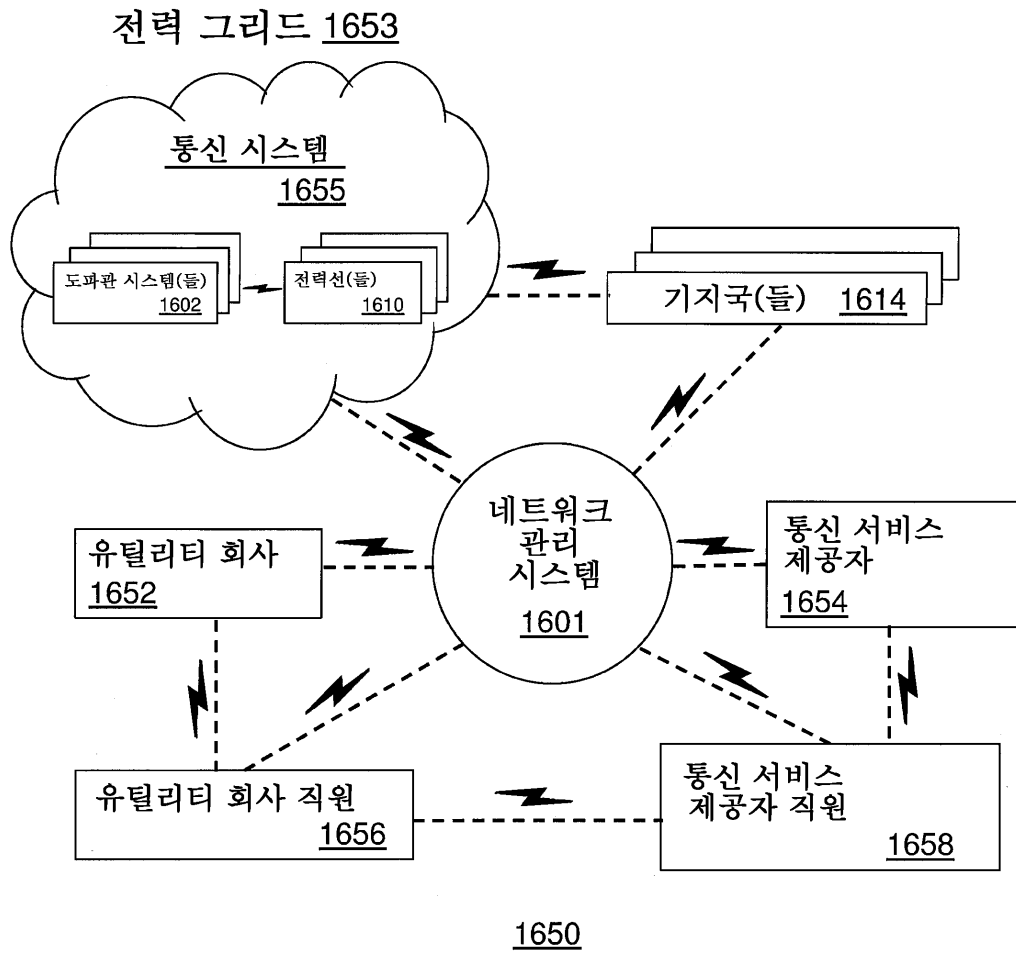 전력 그리드 1653
통신 시스템
1655
도파관 시스템(들)
1602
전력선(들)
1610
기지국(들) 1614
네트워크
관리
시스템
1601
유틸리티 회사
1652
통신 서비스
제공자
1654
유틸리티 회사 직원
1656
통신 서비스
제공자 직원
1658
1650